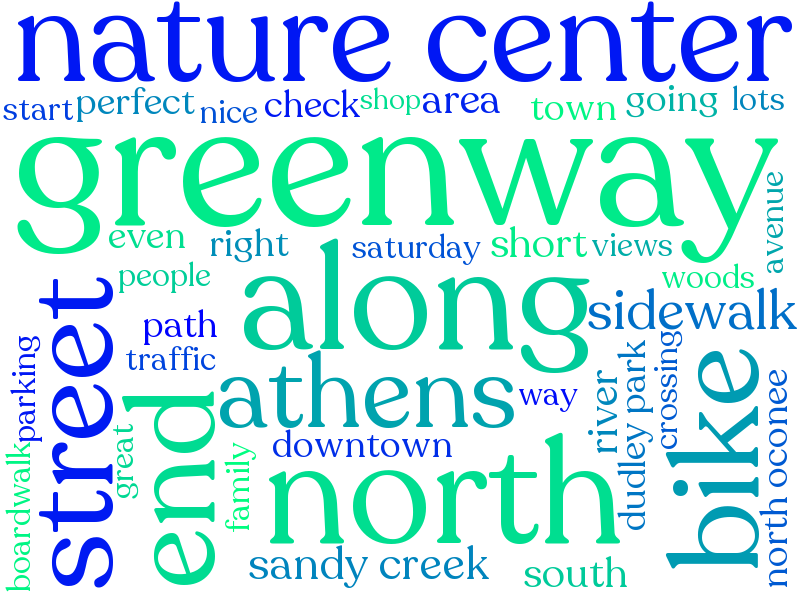 nature center
start perfect nice check shop area town going lots
greenway
avenue
even right saturday short views
people
woods
along
street
sidewalk
path
traffic
parking
athens
way
river
dudley park
crossing
bike
end
great
downtown
family
boardwalk
north
north oconee
sandy creek
south